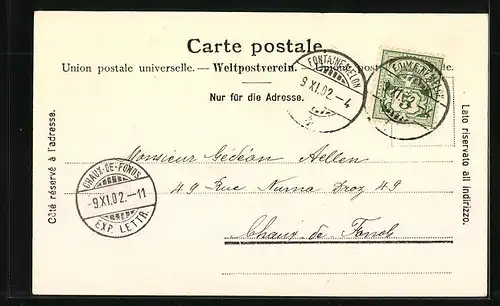 Carte postale.
Union postale universelle. — Weltpostverein. — Unione postale universale.
Nur für die Adresse.
Côté réservé à l'adresse.
Lato riservato all indirizzo.
FONTAINEMELON
9 XI.02.-4
FONTAINEMELON
CHAUX-DE-FONDS
-9 XI.02.-11
EXP. LETTR.
Monsieur Gédéon Aellen
49 Rue Numa Droz 49
Chaux de Fonds